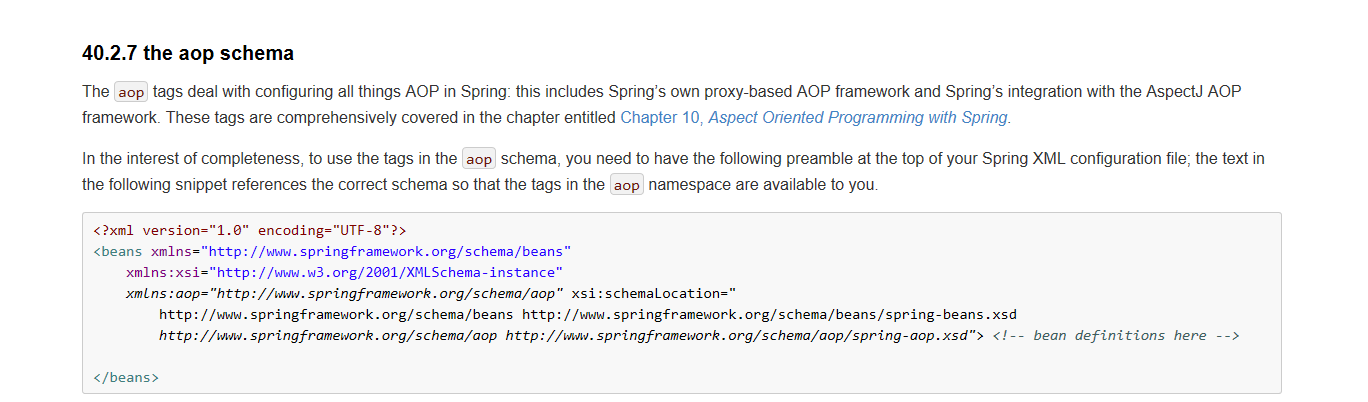 40.2.7 the aop schema
The aop tags deal with configuring all things AOP in Spring: this includes Spring’s own proxy-based AOP framework and Spring’s integration with the AspectJ AOP
framework. These tags are comprehensively covered in the chapter entitled Chapter 10, Aspect Oriented Programming with Spring.
In the interest of completeness, to use the tags in the aop schema, you need to have the following preamble at the top of your Spring XML configuration file; the text in
the following snippet references the correct schema so that the tags in the aop namespace are available to you.
<?xml version="1.0" encoding="UTF-8"?>
<beans xmlns="http://www.springframework.org/schema/beans"
    xmlns:xsi="http://www.w3.org/2001/XMLSchema-instance"
    xmlns:aop="http://www.springframework.org/schema/aop" xsi:schemaLocation="
        http://www.springframework.org/schema/beans http://www.springframework.org/schema/beans/spring-beans.xsd
        http://www.springframework.org/schema/aop http://www.springframework.org/schema/aop/spring-aop.xsd"> <!-- bean definitions here -->
</beans>